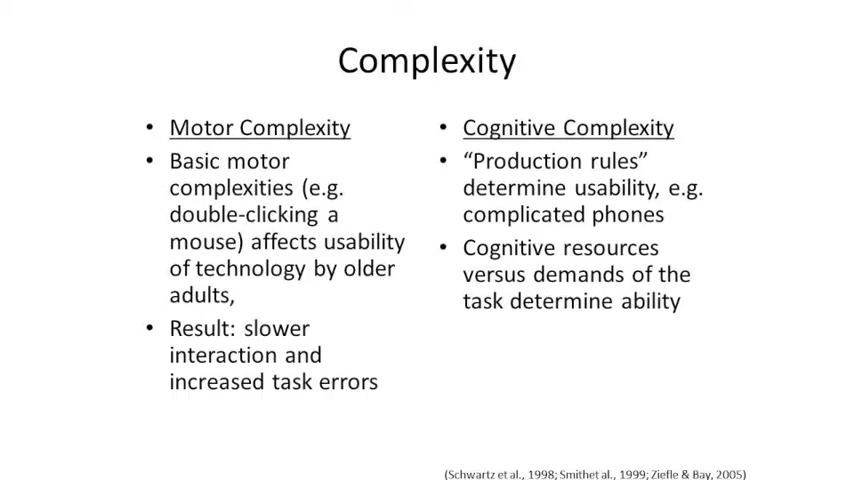 Complexity
• Motor Complexity
• Basic motor
complexities (e.g.
double-clicking a
mouse) affects usability
of technology by older
adults,
• Result: slower
interaction and
increased task errors
• Cognitive Complexity
• “Production rules”
determine usability, e.g.
complicated phones
• Cognitive resources
versus demands of the
task determine ability
(Schwartz et al., 1998; Smithet al., 1999; Ziefle & Bay, 2005)